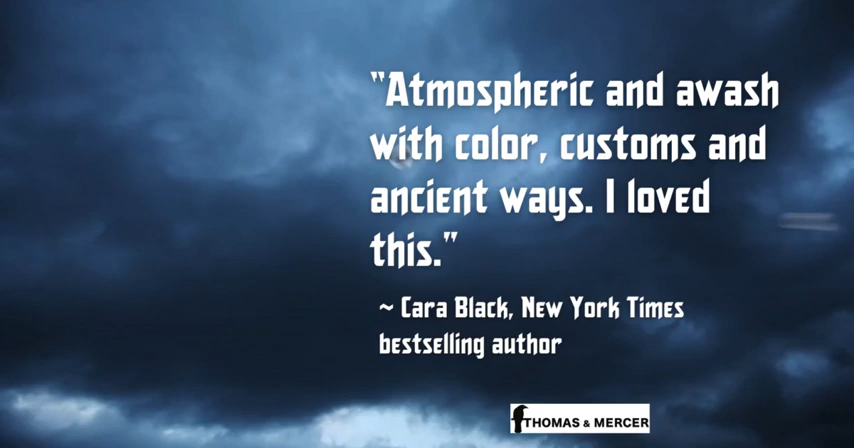 "Atmospheric and awash
with color, customs and
ancient ways. I loved
this."
~ Cara Black, New York Times
bestselling author
THOMAS & MERCER